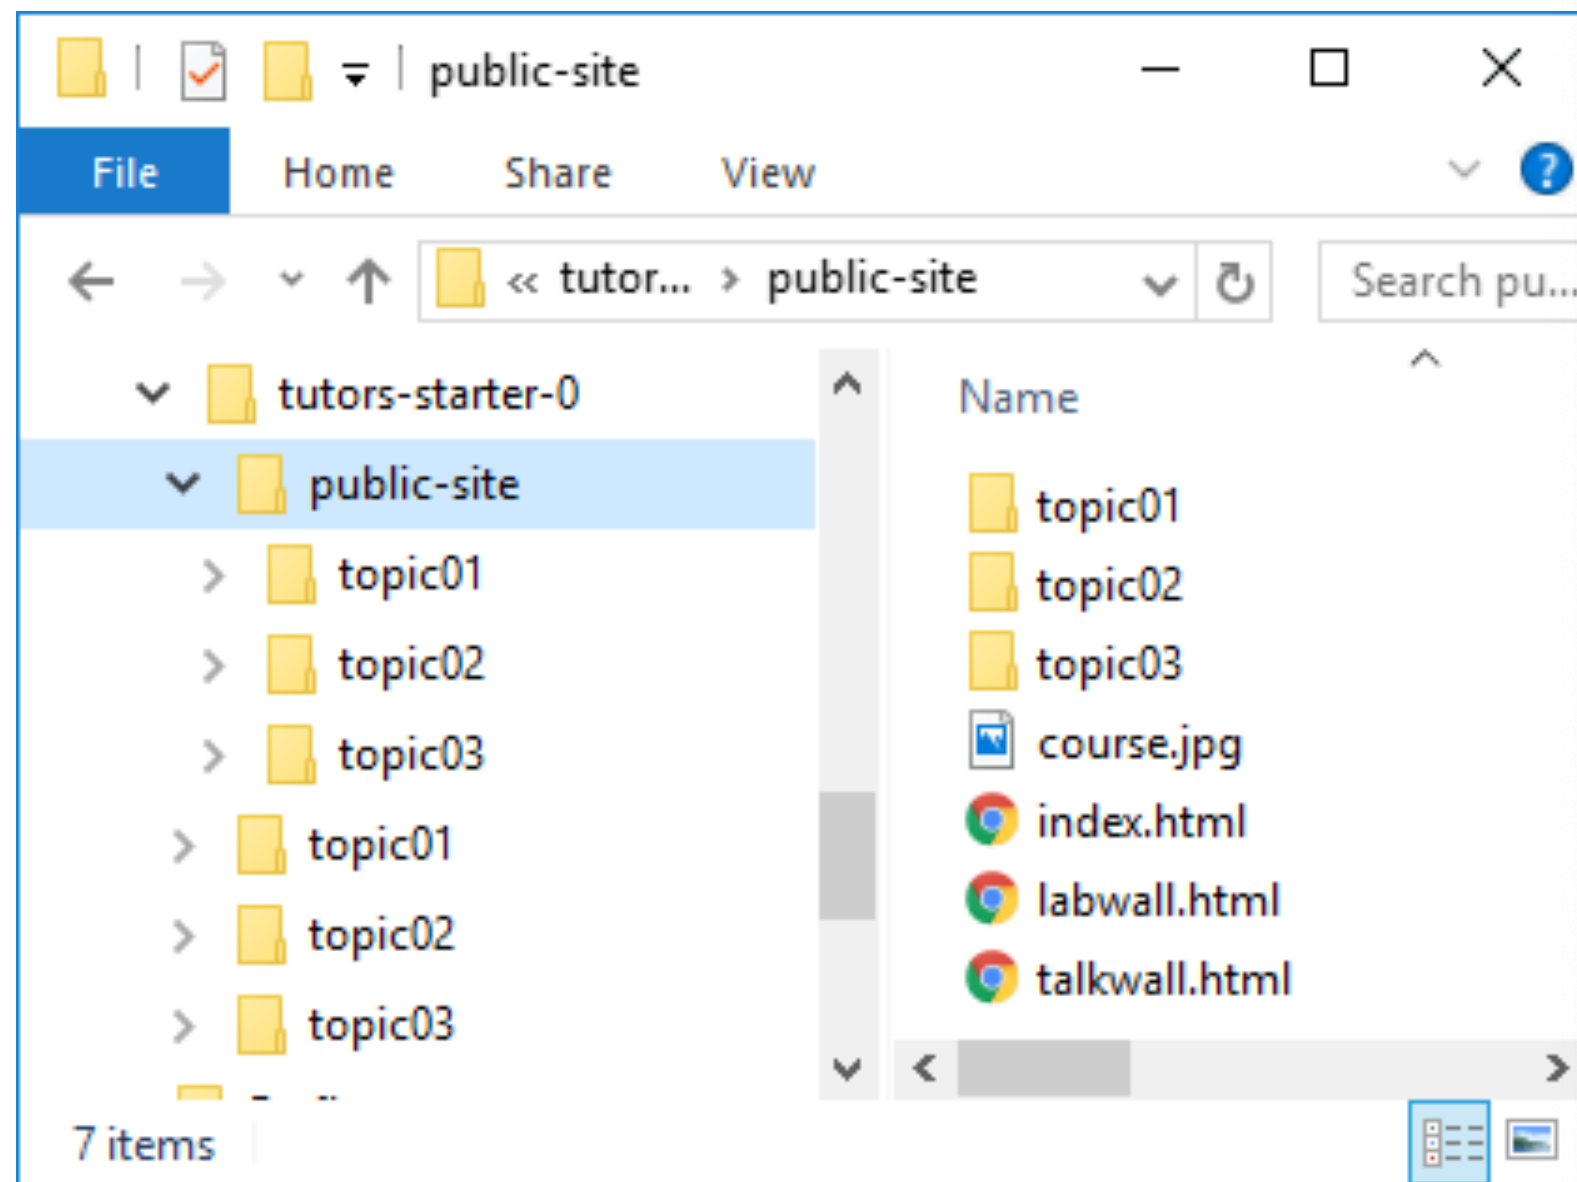 public-site
File Home Share View ?
« tutor... > public-site Search pu...
tutors-starter-0
public-site
topic01
topic02
topic03
topic01
topic02
topic03
Name
topic01
topic02
topic03
course.jpg
index.html
labwall.html
talkwall.html
7 items